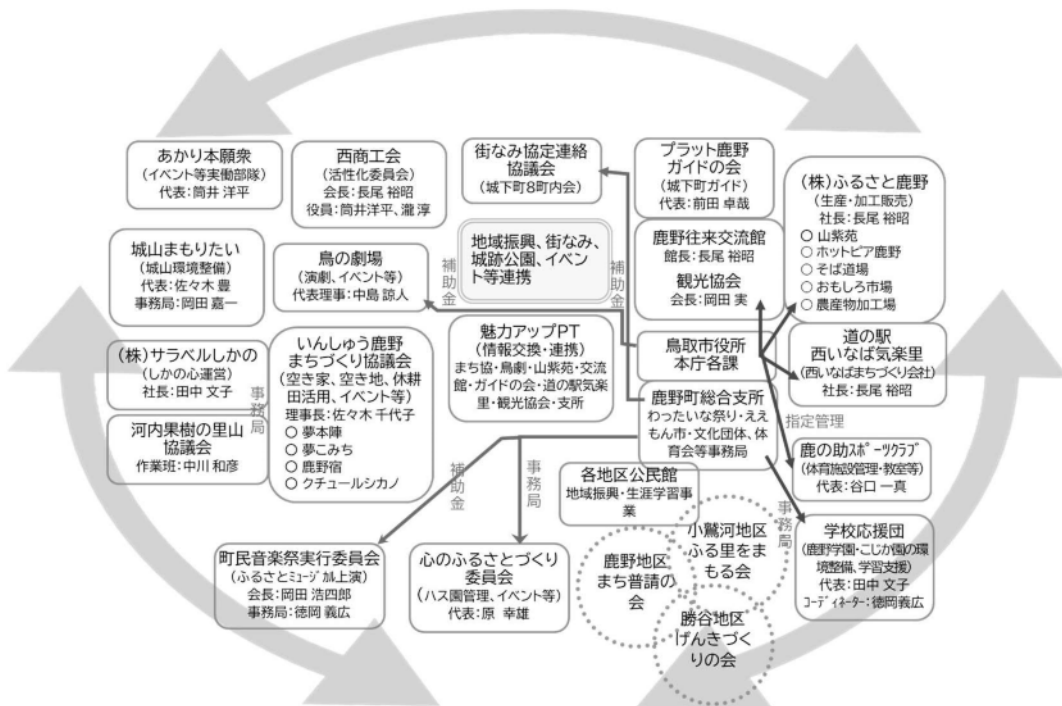 あかり本願衆
(イベント等実働部隊)
代表:筒井 洋平
西商工会
(活性化委員会)
会長:長尾 裕昭
役員:筒井洋平、瀧 淳
街なみ協定連絡
協議会
(城下町8町内会)
プラット鹿野
ガイドの会
(城下町ガイド)
代表:前田 卓哉
(株)ふるさと鹿野
(生産・加工販売)
社長:長尾 裕昭
○ 山紫苑
○ ホットピア鹿野
○ そば道場
○ おもしろ市場
○ 農産物加工場
城山まもりたい
(城山環境整備)
代表:佐々木 豊
事務局:岡田 嘉一
鳥の劇場
(演劇、イベント等)
代表理事:中島 諒人
補助金
地域振興、街なみ、
城跡公園、イベン
ト等連携
補助金
鹿野往来交流館
館長:長尾 裕昭
観光協会
会長:岡田 実
(株)サラベルしかの
(しかの心運営)
社長:田中 文子
事務局
いんしゅう鹿野
まちづくり協議会
(空き家、空き地、休耕
田活用、イベント等)
理事長:佐々木 千代子
○ 夢本陣
○ 夢こみち
○ 鹿野宿
○ クチュールシカノ
魅力アップPT
(情報交換・連携)
まち協・鳥劇・山紫苑・交流
館・ガイドの会・道の駅気楽
里・観光協会・支所
鳥取市役所
本庁各課
道の駅
西いなば気楽里
(西いなばまちづくり会社)
社長:長尾 裕昭
鹿野町総合支所
わったいな祭り・ええ
もん市・文化団体、体
育会等事務局
指定管理
河内果樹の里山
協議会
作業班:中川 和彦
補助金
事務局
各地区公民館
地域振興・生涯学習事
業
鹿の助スポーツクラブ
(体育施設管理・教室等)
代表:谷口 一真
事務局
町民音楽祭実行委員会
(ふるさとミュージカル上演)
会長:岡田 浩四郎
事務局:徳岡 義広
心のふるさとづくり
委員会
(ハス園管理、イベント等)
代表:原 幸雄
鹿野地区
まち普請の
会
小鷲河地区
ふる里をま
もる会
勝谷地区
げんきづく
りの会
学校応援団
(鹿野学園・こじか園の環
境整備、学習支援)
代表:田中 文子
コーディネーター:徳岡義広